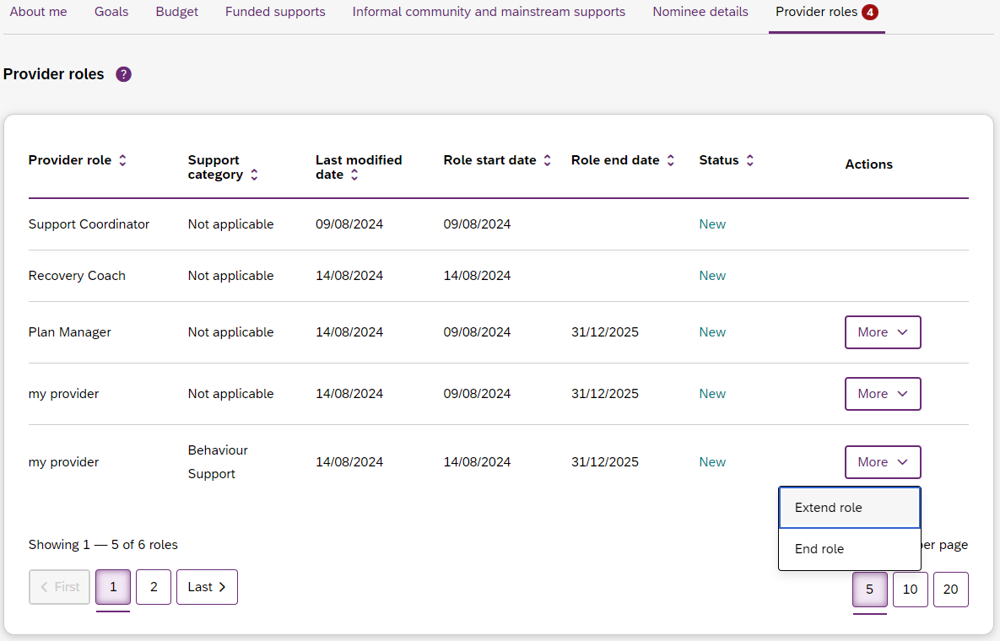 About me Goals Budget Funded supports Informal community and mainstream supports Nominee details Provider roles 4
Provider roles ?
Provider role Support category Last modified date Role start date Role end date Status Actions
Support Coordinator Not applicable 09/08/2024 09/08/2024 New
Recovery Coach Not applicable 14/08/2024 14/08/2024 New
Plan Manager Not applicable 14/08/2024 09/08/2024 31/12/2025 New More
my provider Not applicable 14/08/2024 09/08/2024 31/12/2025 New More
my provider Behaviour Support 14/08/2024 14/08/2024 31/12/2025 New More
Extend role
End role
Showing 1 — 5 of 6 roles page
First 1 2 Last 5 10 20